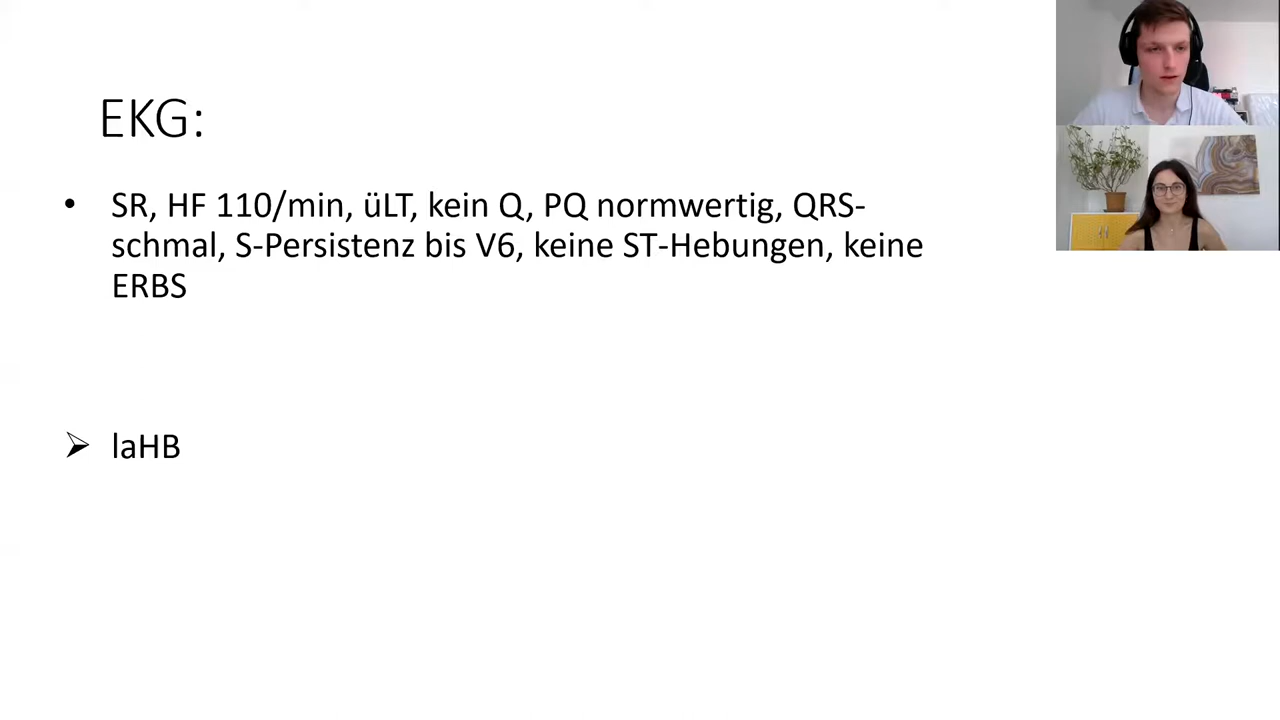 EKG:
• SR, HF 110/min, üLT, kein Q, PQ normwertig, QRS-
schmal, S-Persistenz bis V6, keine ST-Hebungen, keine
ERBS
➢ laHB